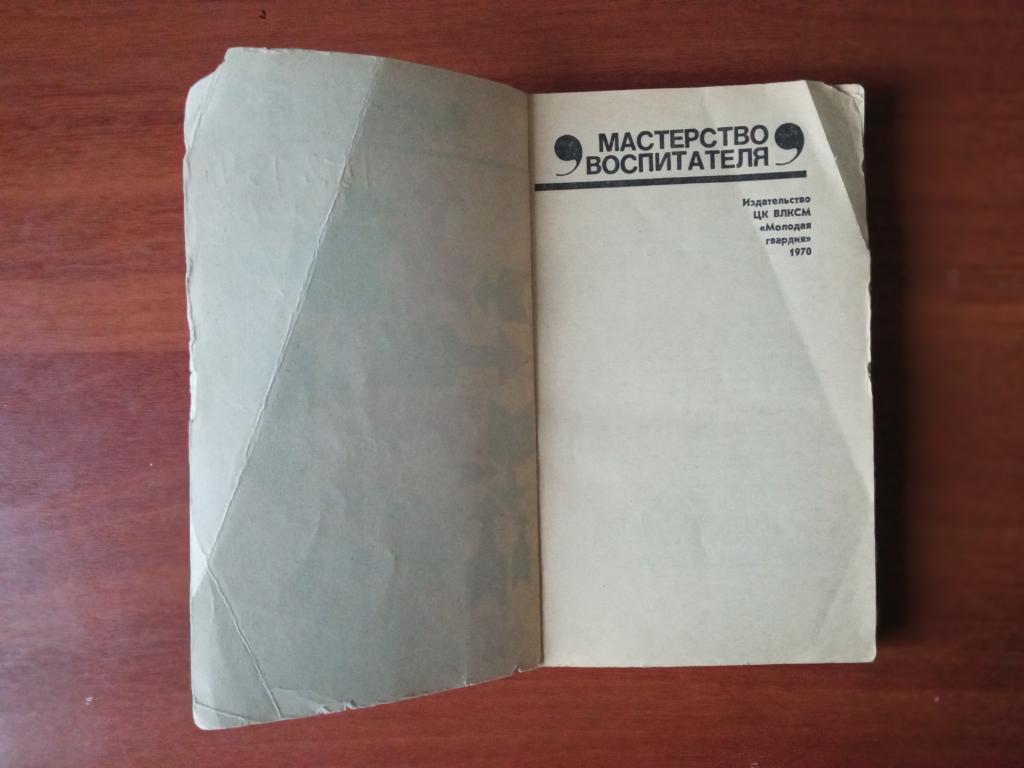 МАСТЕРСТВО
ВОСПИТАТЕЛЯ
Издательство
ЦК ВЛКСМ
«Молодая
гвардия»
1970